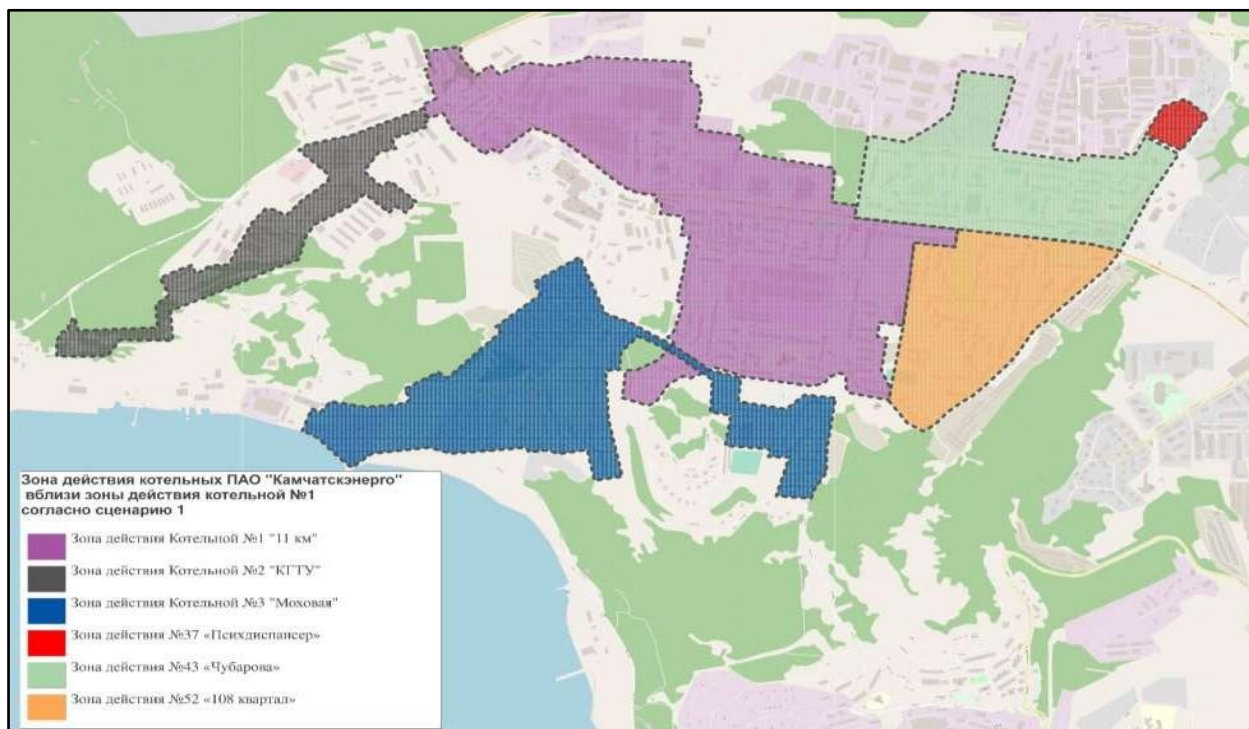 Зона действия котельных ПАО "Камчатскэнерго"
вблизи зоны действия котельной №1
согласно сценарию 1
Зона действия Котельной №1 "11 км"
Зона действия Котельной №2 "КГТУ"
Зона действия Котельной №3 "Моховая"
Зона действия №37 «Психдиспансер»
Зона действия №43 «Чубарова»
Зона действия №52 «108 квартал»